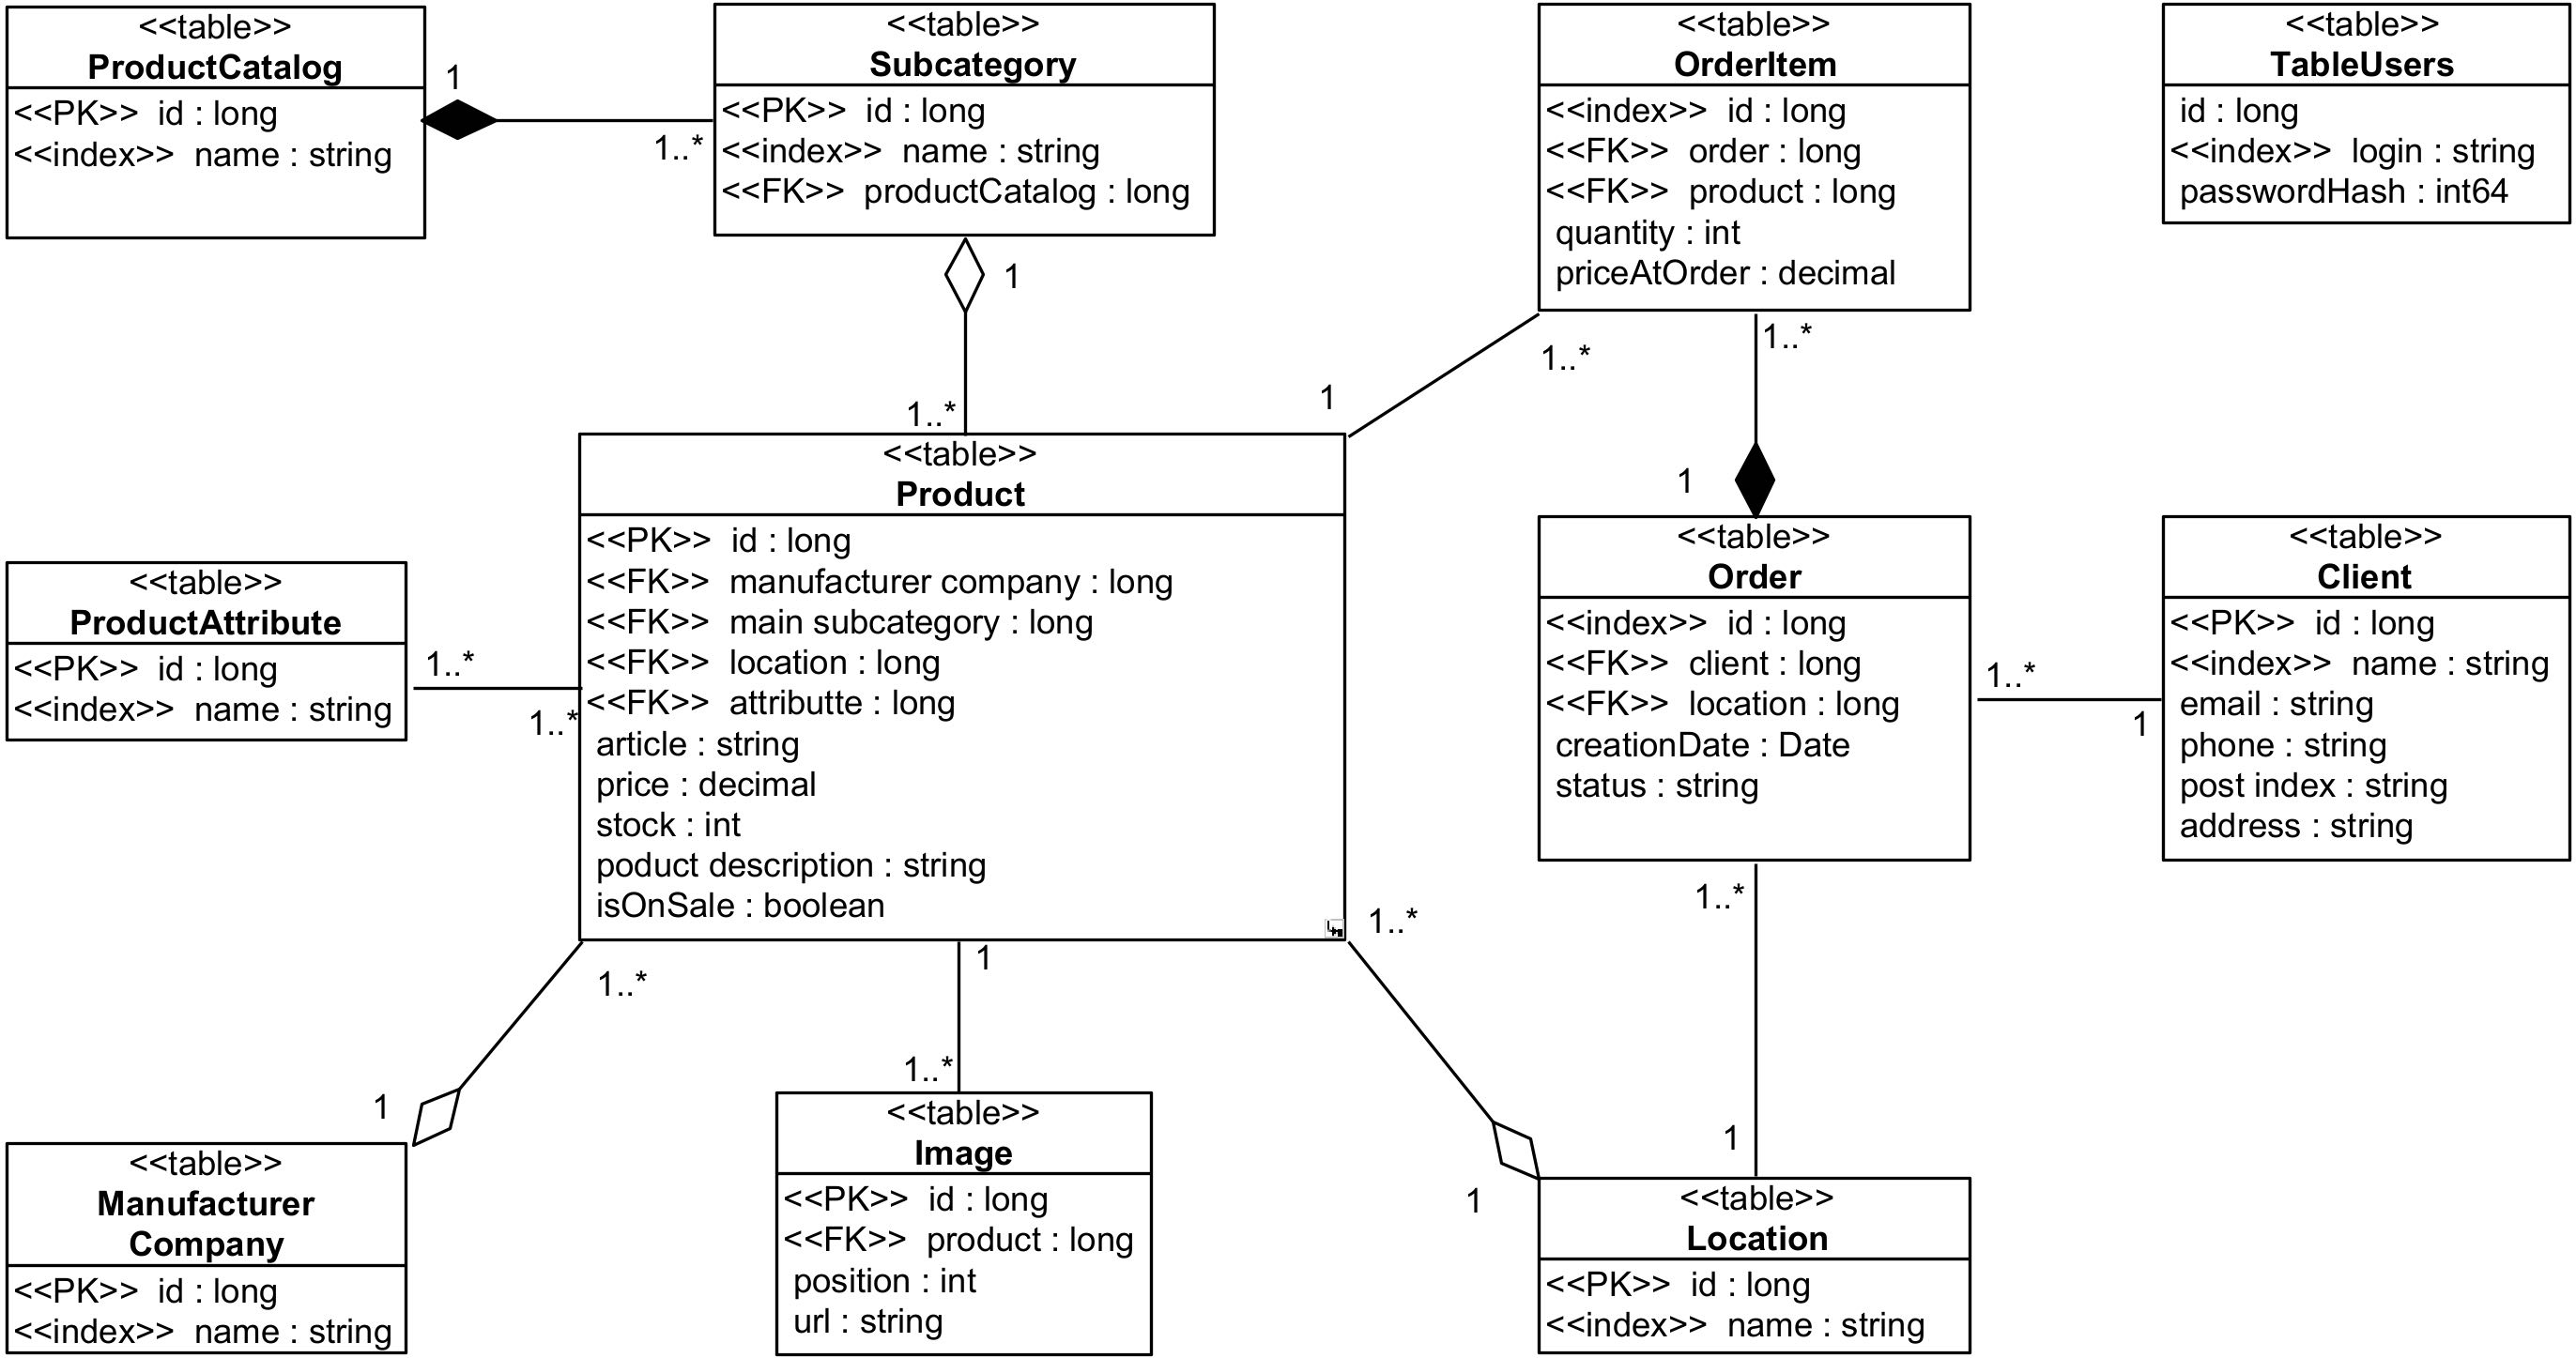 <<table>>
ProductCatalog
<<PK>> id : long
<<index>> name : string
1
1..*
<<table>>
Subcategory
<<PK>> id : long
<<index>> name : string
<<FK>> productCatalog : long
1
1..*
<<table>>
OrderItem
<<index>> id : long
<<FK>> order : long
<<FK>> product : long
quantity : int
priceAtOrder : decimal
1..*
1
1..*
1
<<table>>
TableUsers
id : long
<<index>> login : string
passwordHash : int64
<<table>>
Product
<<PK>> id : long
<<FK>> manufacturer company : long
<<FK>> main subcategory : long
<<FK>> location : long
<<FK>> attributte : long
article : string
price : decimal
stock : int
poduct description : string
isOnSale : boolean
<<table>>
ProductAttribute
<<PK>> id : long
<<index>> name : string
1..*
1..*
<<table>>
Order
<<index>> id : long
<<FK>> client : long
<<FK>> location : long
creationDate : Date
status : string
1..*
1
<<table>>
Client
<<PK>> id : long
<<index>> name : string
email : string
phone : string
post index : string
address : string
1..*
1
1..*
1
1..*
1..*
1
1
<<table>>
Manufacturer
Company
<<PK>> id : long
<<index>> name : string
<<table>>
Image
<<PK>> id : long
<<FK>> product : long
position : int
url : string
1..*
1
<<table>>
Location
<<PK>> id : long
<<index>> name : string